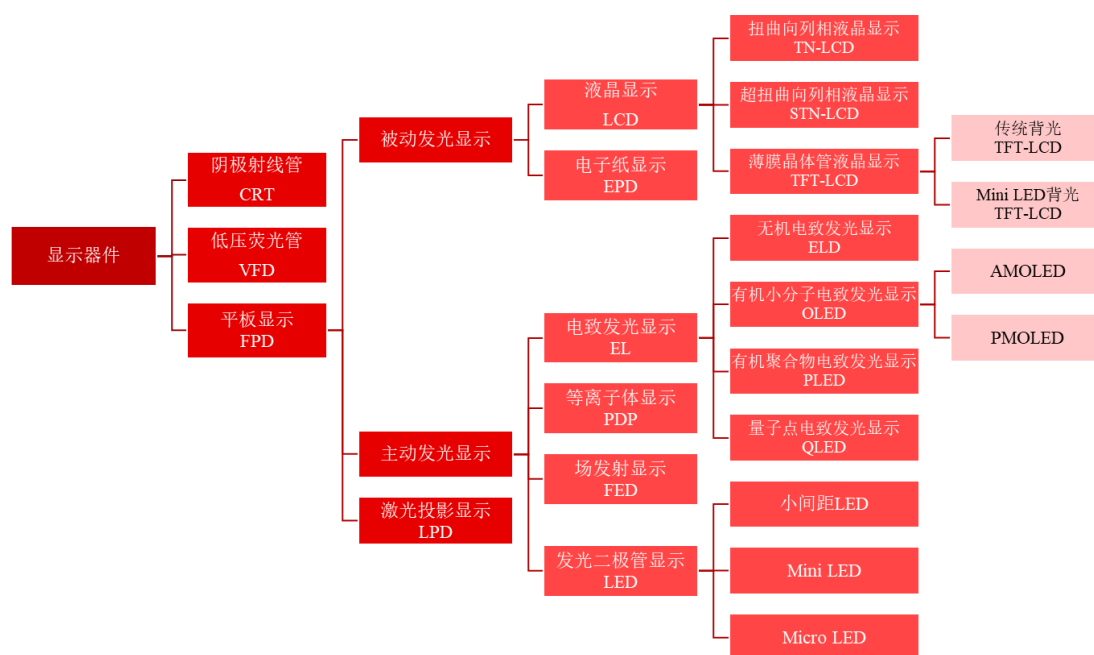 显示器件
阴极射线管
CRT
低压荧光管
VFD
平板显示
FPD
被动发光显示
主动发光显示
激光投影显示
LPD
液晶显示
LCD
电子纸显示
EPD
电致发光显示
EL
等离子体显示
PDP
场发射显示
FED
发光二极管显示
LED
扭曲向列相液晶显示
TN-LCD
超扭曲向列相液晶显示
STN-LCD
薄膜晶体管液晶显示
TFT-LCD
无机电致发光显示
ELD
有机小分子电致发光显示
OLED
有机聚合物电致发光显示
PLED
量子点电致发光显示
QLED
小间距LED
Mini LED
Micro LED
传统背光
TFT-LCD
Mini LED背光
TFT-LCD
AMOLED
PMOLED